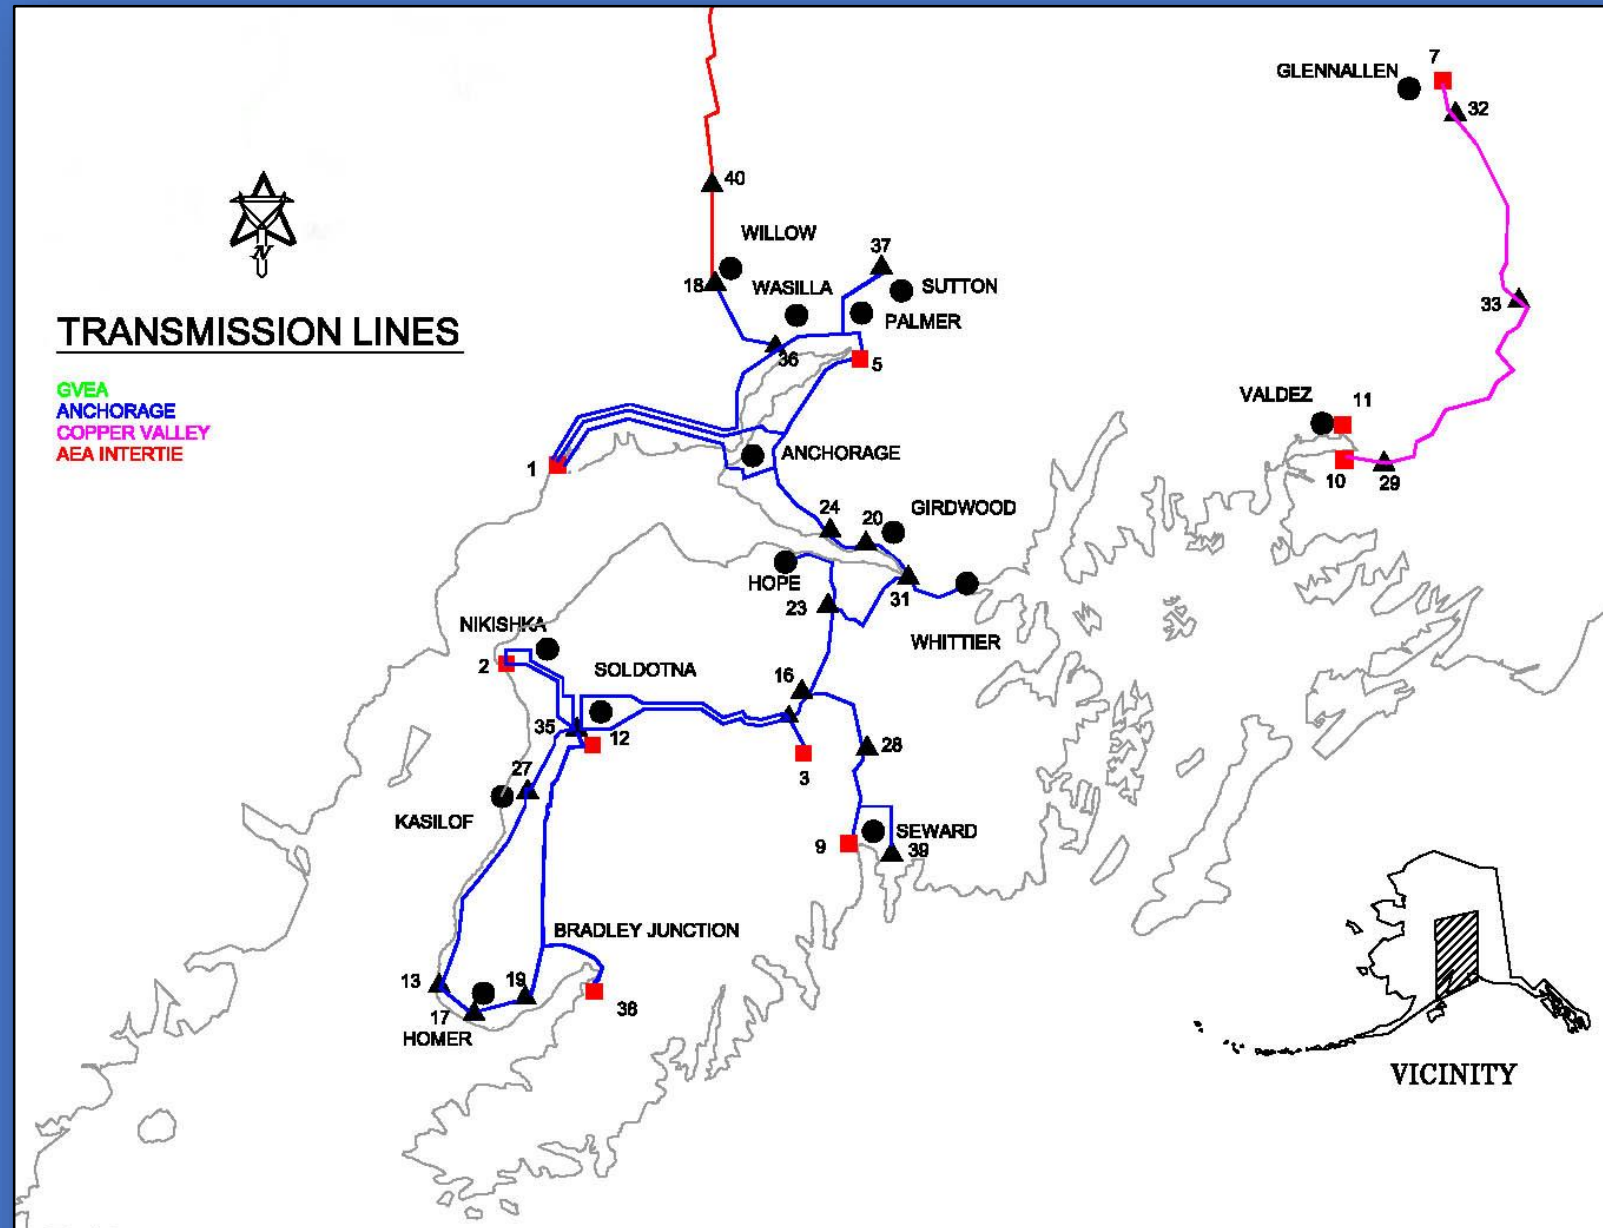 7
GLENNALLEN
32
40
WILLOW
37
18
WASILLA
SUTTON
33
PALMER
TRANSMISSION LINES
36
5
GVEA
ANCHORAGE
COPPER VALLEY
AEA INTERTIE
VALDEZ
11
ANCHORAGE
1
10
29
24
20
GIRDWOOD
HOPE
31
23
NIKISHKA
WHITTIER
2
SOLDOTNA
16
35
12
28
3
27
KASILOF
SEWARD
9
39
BRADLEY JUNCTION
13
19
38
17
HOMER
N
VICINITY